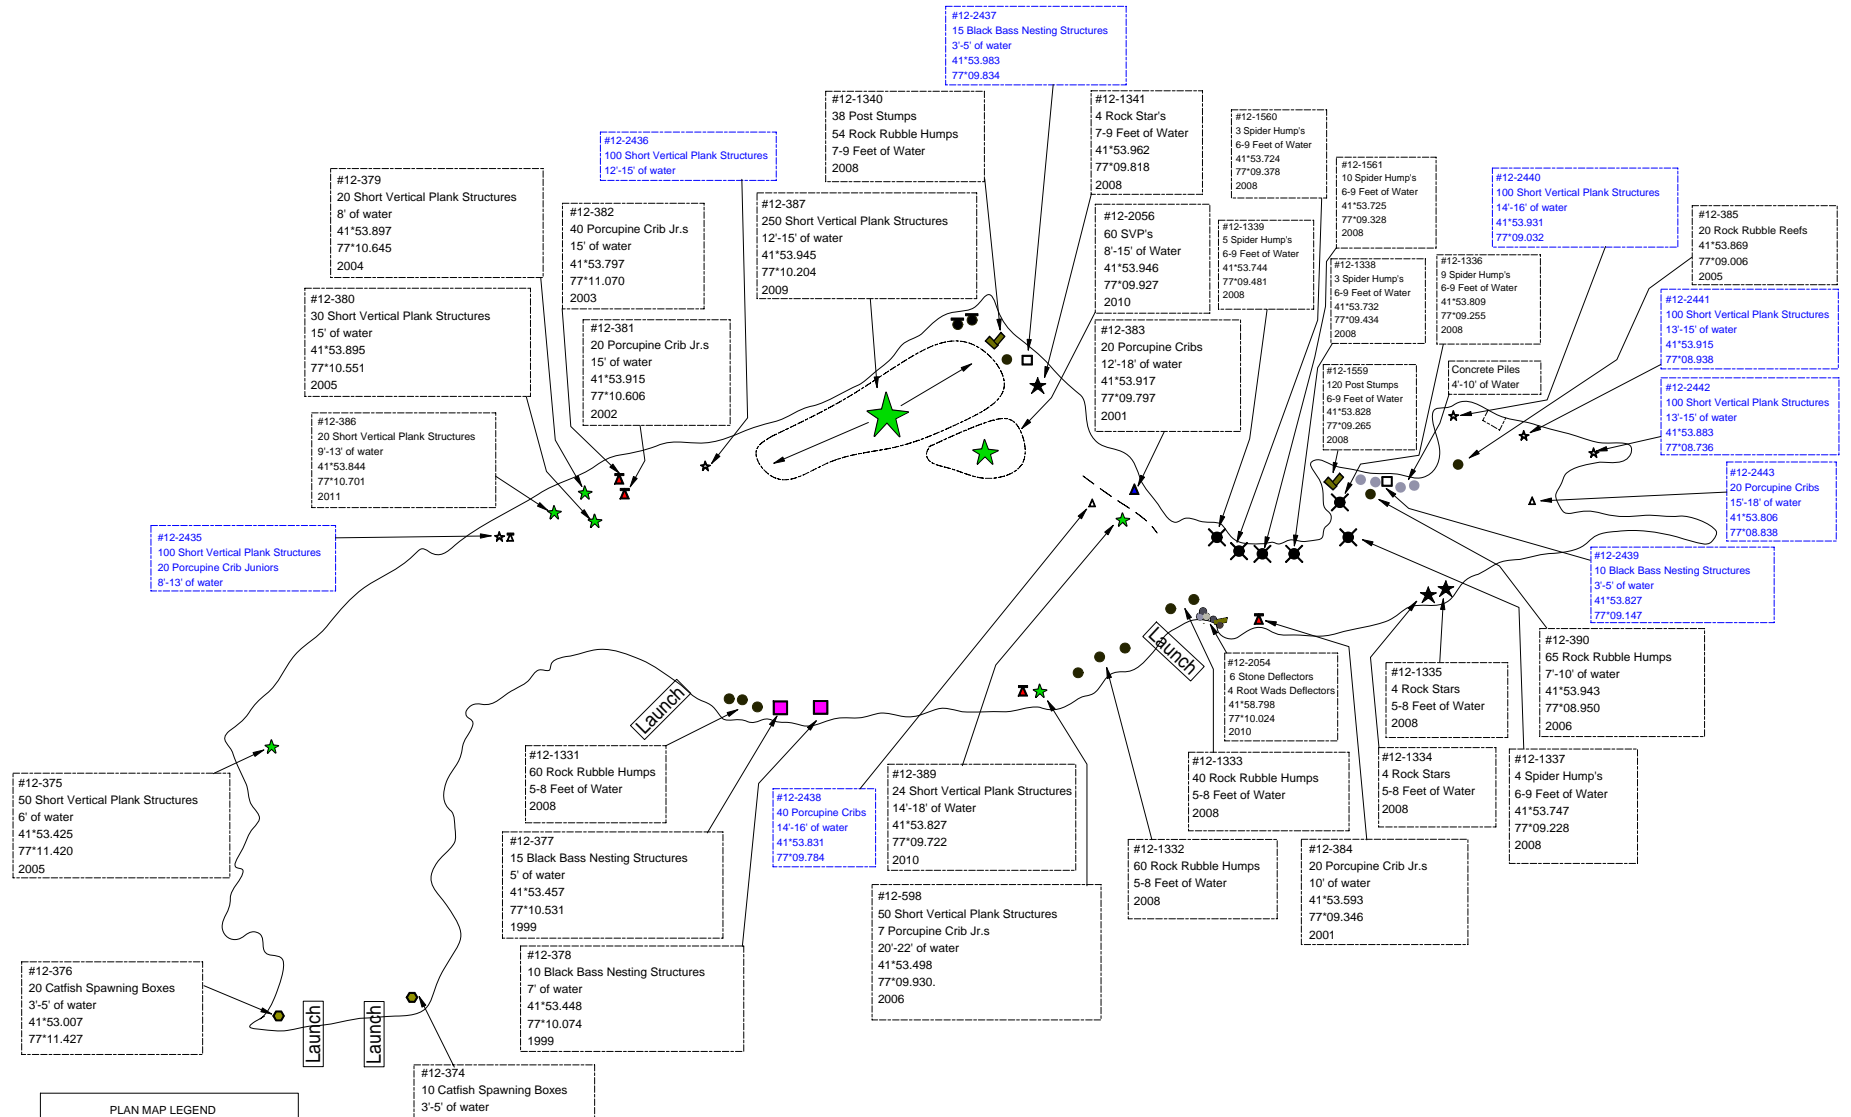 #12-2437
15 Black Bass Nesting Structures
3'-5' of water
41*53.983
77*09.834
#12-1340
38 Post Stumps
54 Rock Rubble Humps
7-9 Feet of Water
2008
#12-1341
4 Rock Star's
7-9 Feet of Water
41*53.962
77*09.818
2008
#12-1560
3 Spider Hump's
6-9 Feet of Water
41*53.724
77*09.378
2008
#12-2436
100 Short Vertical Plank Structures
12'-15' of water
#12-1561
10 Spider Hump's
6-9 Feet of Water
41*53.725
77*09.328
2008
#12-2440
100 Short Vertical Plank Structures
14'-16' of water
41*53.931
77*09.032
#12-379
20 Short Vertical Plank Structures
8' of water
41*53.897
77*10.645
2004
#12-382
40 Porcupine Crib Jr.s
15' of water
41*53.797
77*11.070
2003
#12-387
250 Short Vertical Plank Structures
12'-15' of water
41*53.945
77*10.204
2009
#12-2056
60 SVP's
8'-15' of Water
41*53.946
77*09.927
2010
#12-1339
5 Spider Hump's
6-9 Feet of Water
41*53.744
77*09.481
2008
#12-385
20 Rock Rubble Reefs
41*53.869
77*09.006
2005
#12-1338
3 Spider Hump's
6-9 Feet of Water
41*53.732
77*09.434
2008
#12-1336
9 Spider Hump's
6-9 Feet of Water
41*53.809
77*09.255
2008
#12-380
30 Short Vertical Plank Structures
15' of water
41*53.895
77*10.551
2005
#12-381
20 Porcupine Crib Jr.s
15' of water
41*53.915
77*10.606
2002
#12-383
20 Porcupine Cribs
12'-18' of water
41*53.917
77*09.797
2001
#12-2441
100 Short Vertical Plank Structures
13'-15' of water
41*53.915
77*08.938
#12-1559
120 Post Stumps
6-9 Feet of Water
41*53.828
77*09.265
2008
Concrete Piles
4'-10' of Water
#12-2442
100 Short Vertical Plank Structures
13'-15' of water
41*53.883
77*08.736
#12-386
20 Short Vertical Plank Structures
9'-13' of water
41*53.844
77*10.701
2011
#12-2443
20 Porcupine Cribs
15'-18' of water
41*53.806
77*08.838
#12-2435
100 Short Vertical Plank Structures
20 Porcupine Crib Juniors
8'-13' of water
#12-2439
10 Black Bass Nesting Structures
3'-5' of water
41*53.827
77*09.147
Launch
Launch
#12-390
65 Rock Rubble Humps
7'-10' of water
41*53.943
77*08.950
2006
#12-2054
6 Stone Deflectors
4 Root Wads Deflectors
41*58.798
77*10.024
2010
#12-1335
4 Rock Stars
5-8 Feet of Water
2008
#12-375
50 Short Vertical Plank Structures
6' of water
41*53.425
77*11.420
2005
#12-1331
60 Rock Rubble Humps
5-8 Feet of Water
2008
#12-2438
40 Porcupine Cribs
14'-16' of water
41*53.831
77*09.784
#12-389
24 Short Vertical Plank Structures
14'-18' of Water
41*53.827
77*09.722
2010
#12-1333
40 Rock Rubble Humps
5-8 Feet of Water
2008
#12-1334
4 Rock Stars
5-8 Feet of Water
2008
#12-1337
4 Spider Hump's
6-9 Feet of Water
41*53.747
77*09.228
2008
#12-377
15 Black Bass Nesting Structures
5' of water
41*53.457
77*10.531
1999
#12-1332
60 Rock Rubble Humps
5-8 Feet of Water
2008
#12-384
20 Porcupine Crib Jr.s
10' of water
41*53.593
77*09.346
2001
#12-598
50 Short Vertical Plank Structures
7 Porcupine Crib Jr.s
20'-22' of water
41*53.498
77*09.930.
2006
#12-378
10 Black Bass Nesting Structures
7' of water
41*53.448
77*10.074
1999
#12-376
20 Catfish Spawning Boxes
3'-5' of water
41*53.007
77*11.427
Launch
Launch
#12-374
10 Catfish Spawning Boxes
3'-5' of water
PLAN MAP LEGEND